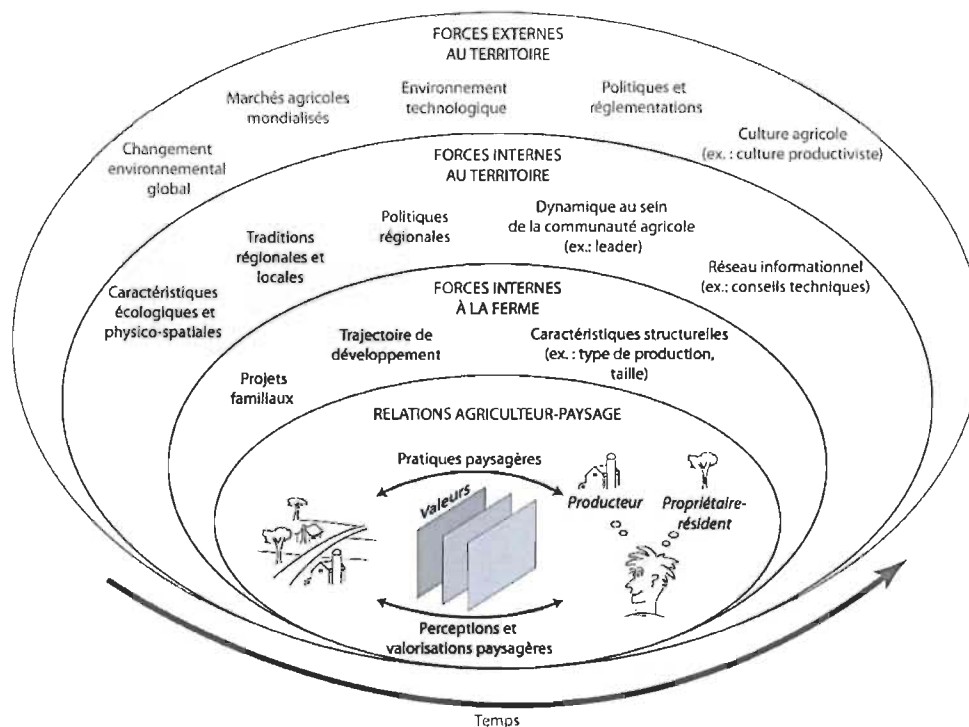 FORCES EXTERNES
AU TERRITOIRE
Marchés agricoles
mondialisés
Environnement
technologique
Politiques et
réglementations
Changement
environnemental
global
Culture agricole
(ex. : culture productiviste)
FORCES INTERNES
AU TERRITOIRE
Caractéristiques
écologiques et
physico-spatiales
Traditions
régionales et
locales
Politiques
régionales
Dynamique au sein
de la communauté agricole
(ex.: leader)
Réseau informationnel
(ex.: conseils techniques)
FORCES INTERNES
À LA FERME
Projets
familiaux
Trajectoire de
développement
Caractéristiques structurelles
(ex. : type de production,
taille)
RELATIONS AGRICULTEUR-PAYSAGE
Pratiques paysagères
Valeurs
Producteur
Propriétaire-
résident
Perceptions et
valorisations paysagères
Temps